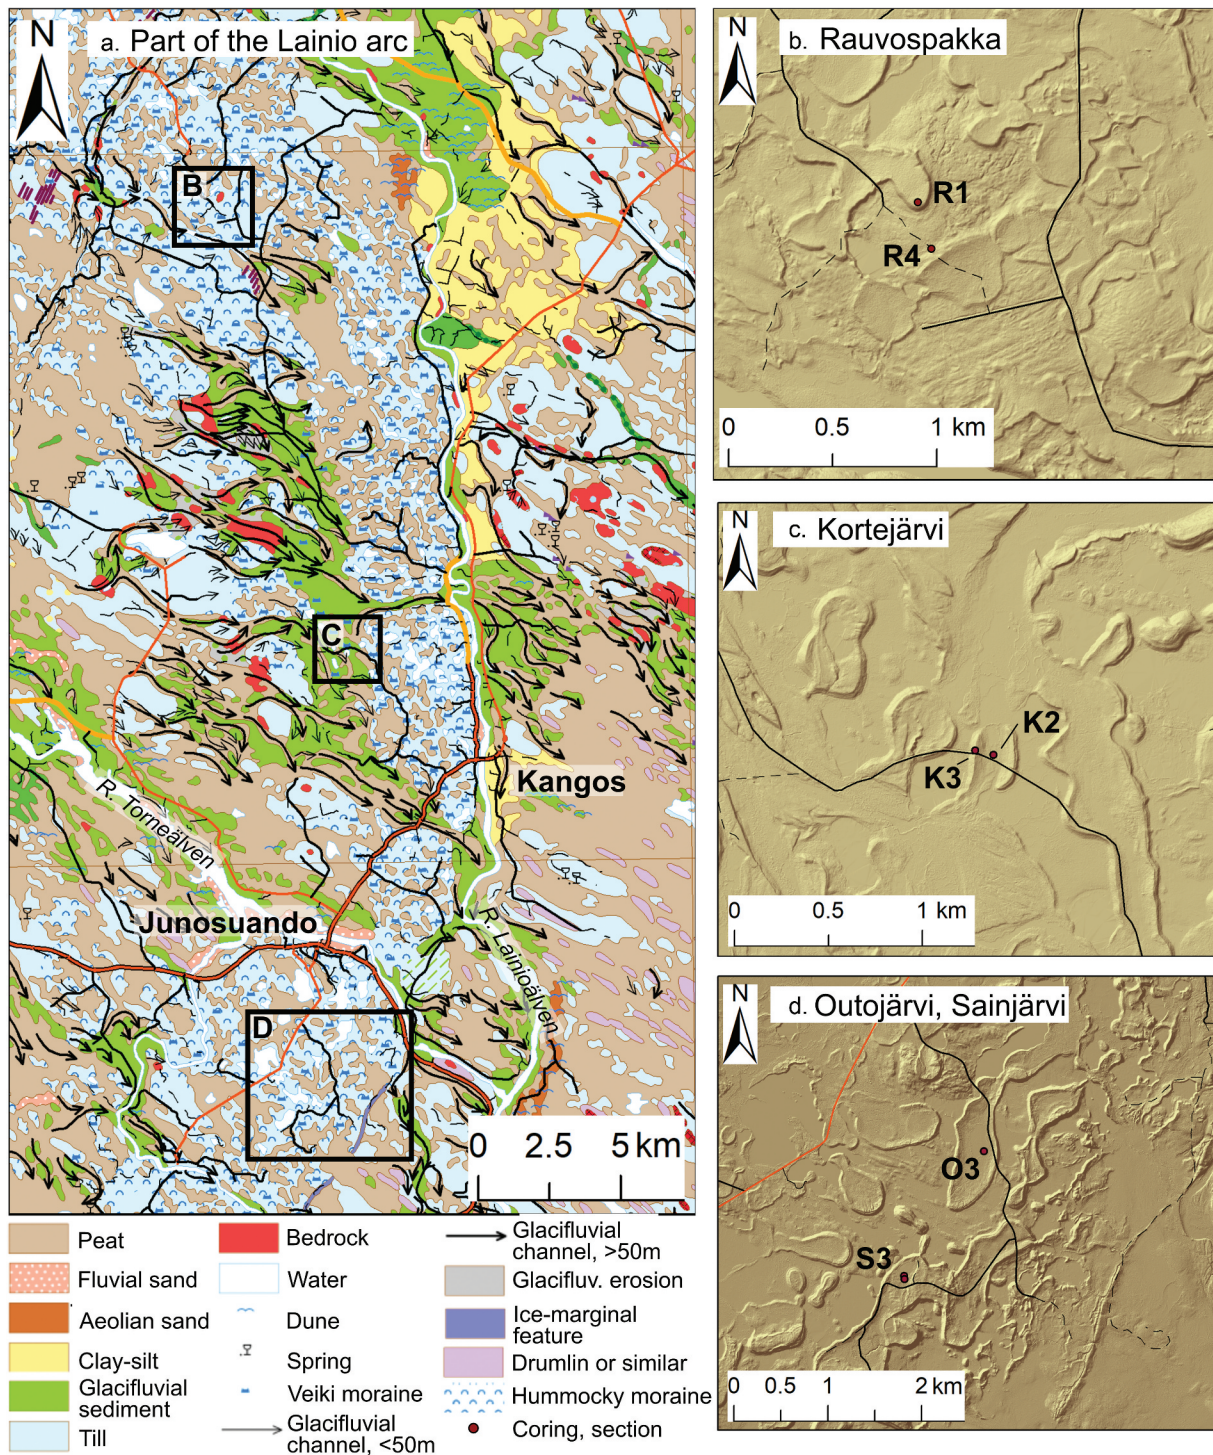 N
a. Part of the Lainio arc
B
C
Kangos
R. Torneälven
Junosuando
R. Lainioälven
D
0 2.5 5 km
Peat
Fluvial sand
Aeolian sand
Clay-silt
Glacifluvial
sediment
Till
Bedrock
Water
Dune
Spring
Veiki moraine
Glacifluvial
channel, <50m
Glacifluvial
channel, >50m
Glacifluv. erosion
Ice-marginal
feature
Drumlin or similar
Hummocky moraine
Coring, section
N
b. Rauvospakka
R1
R4
0 0.5 1 km
N
c. Kortejärvi
K2
K3
0 0.5 1 km
N
d. Outojärvi, Sainjärvi
O3
S3
0 0.5 1 2 km